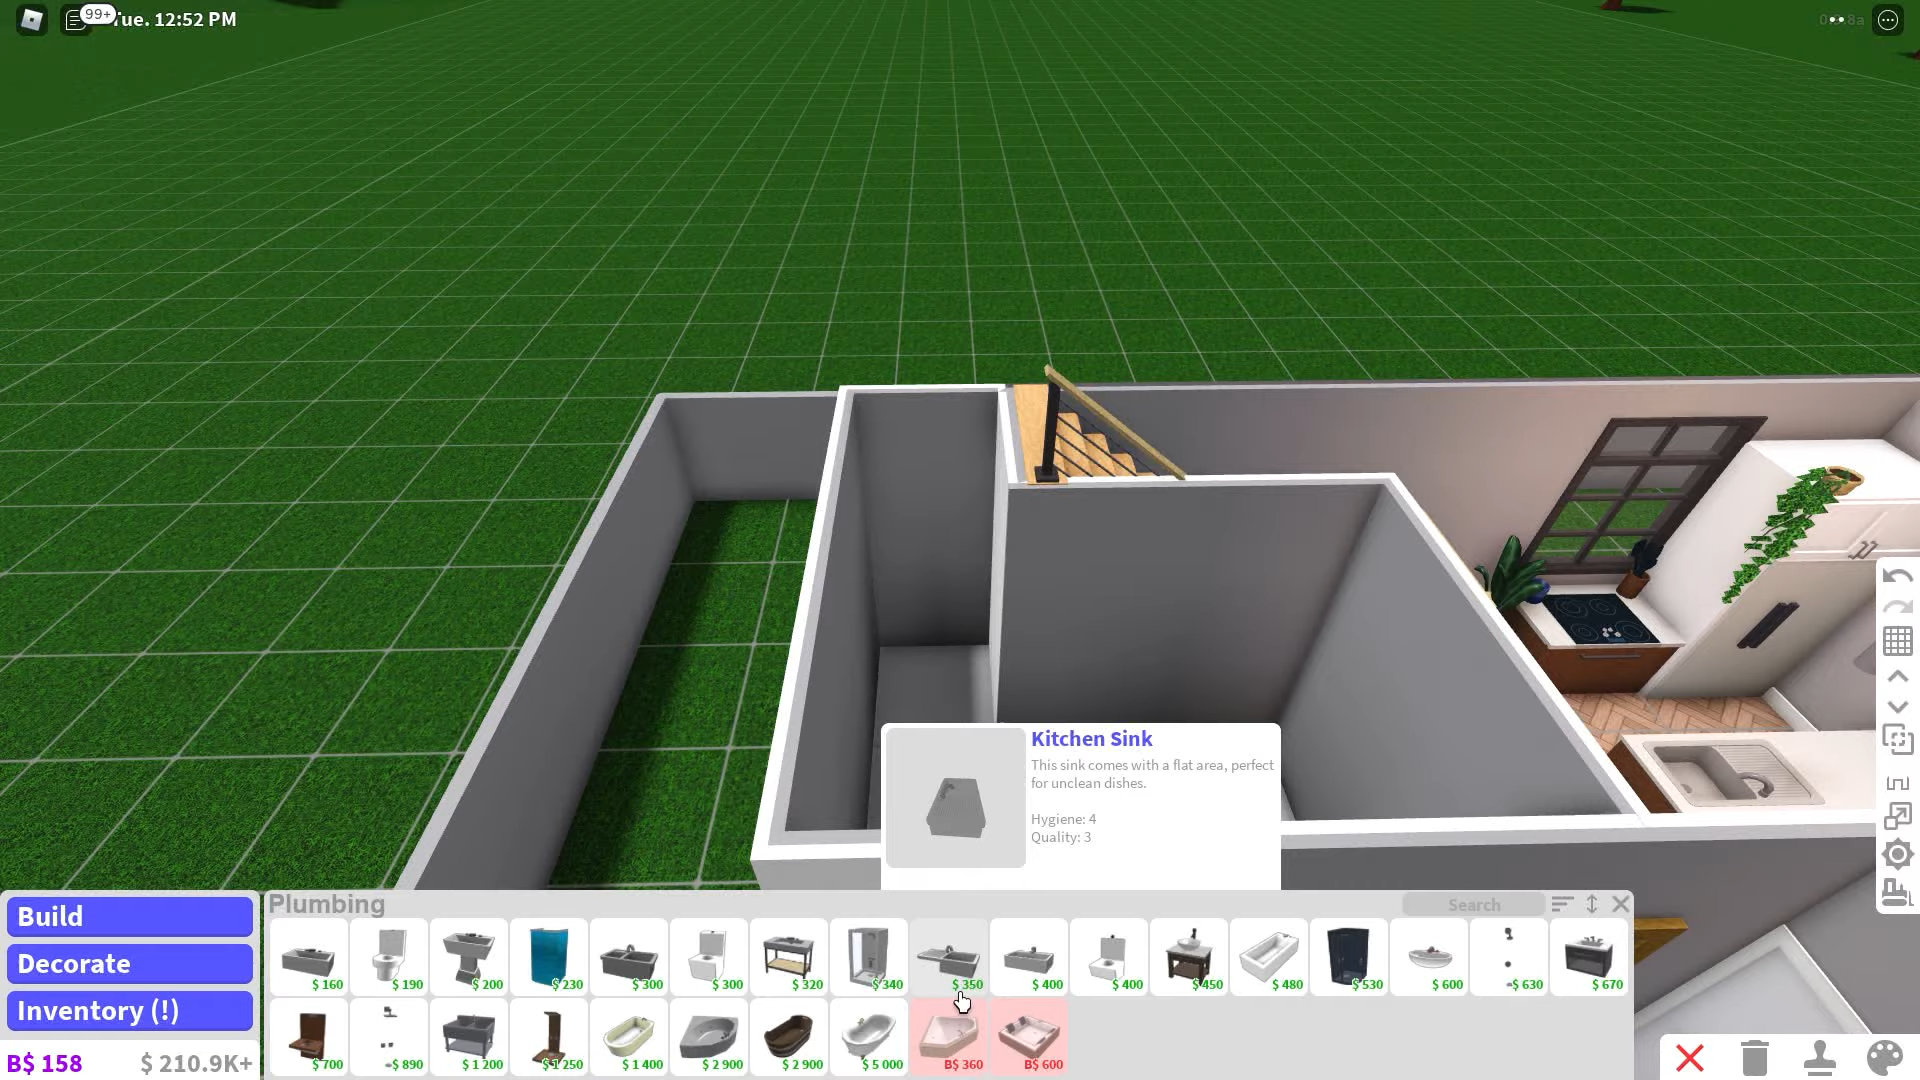 99+
Tue. 12:52 PM
Kitchen Sink
This sink comes with a flat area, perfect
for unclean dishes.
Hygiene: 4
Quality: 3
Build
Decorate
Inventory (!)
B$ 158
$ 210.9K+
Plumbing
Search
$ 160
$ 190
$ 200
$ 230
$ 300
$ 300
$ 320
$ 340
$ 350
$ 400
$ 400
$ 450
$ 480
$ 530
$ 600
$ 630
$ 670
$ 700
$ 890
$ 1 200
$ 1 250
$ 1 400
$ 2 900
$ 2 900
$ 5 000
B$ 360
B$ 600